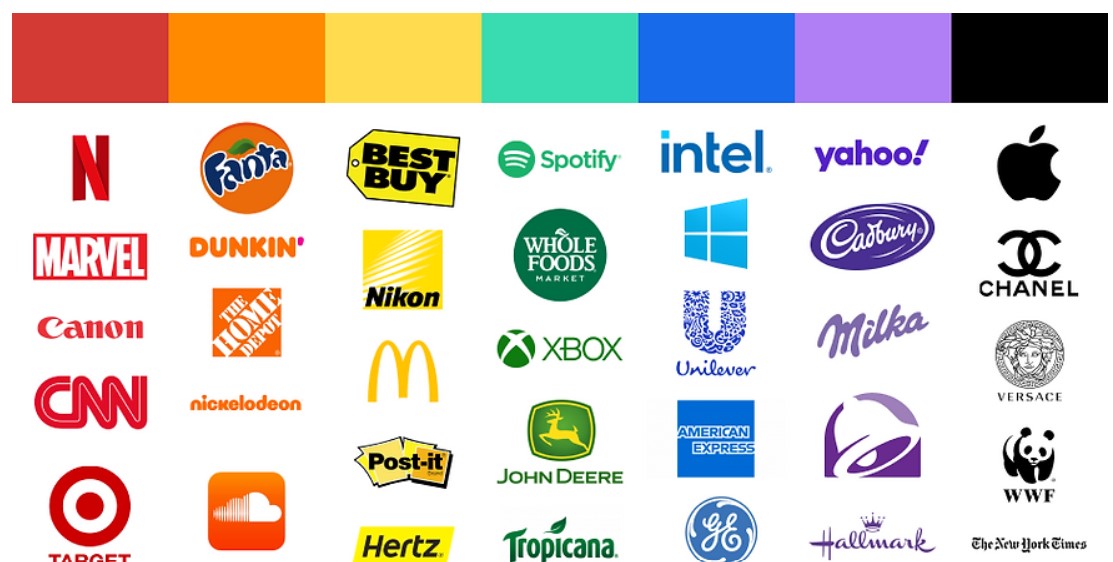 N
MARVEL
Canon
CNN
TARGET
Fanta
DUNKIN'
THE
HOME
DEPOT
nickelodeon
BEST
BUY
Nikon
Post-it
Hertz
Spotify
WHOLE
FOODS
MARKET
XBOX
JOHN DEERE
Tropicana
intel
Unilever
AMERICAN
EXPRESS
GE
yahoo!
Cadbury
Milka
Hallmark
CHANEL
VERSACE
WWF
The New York Times